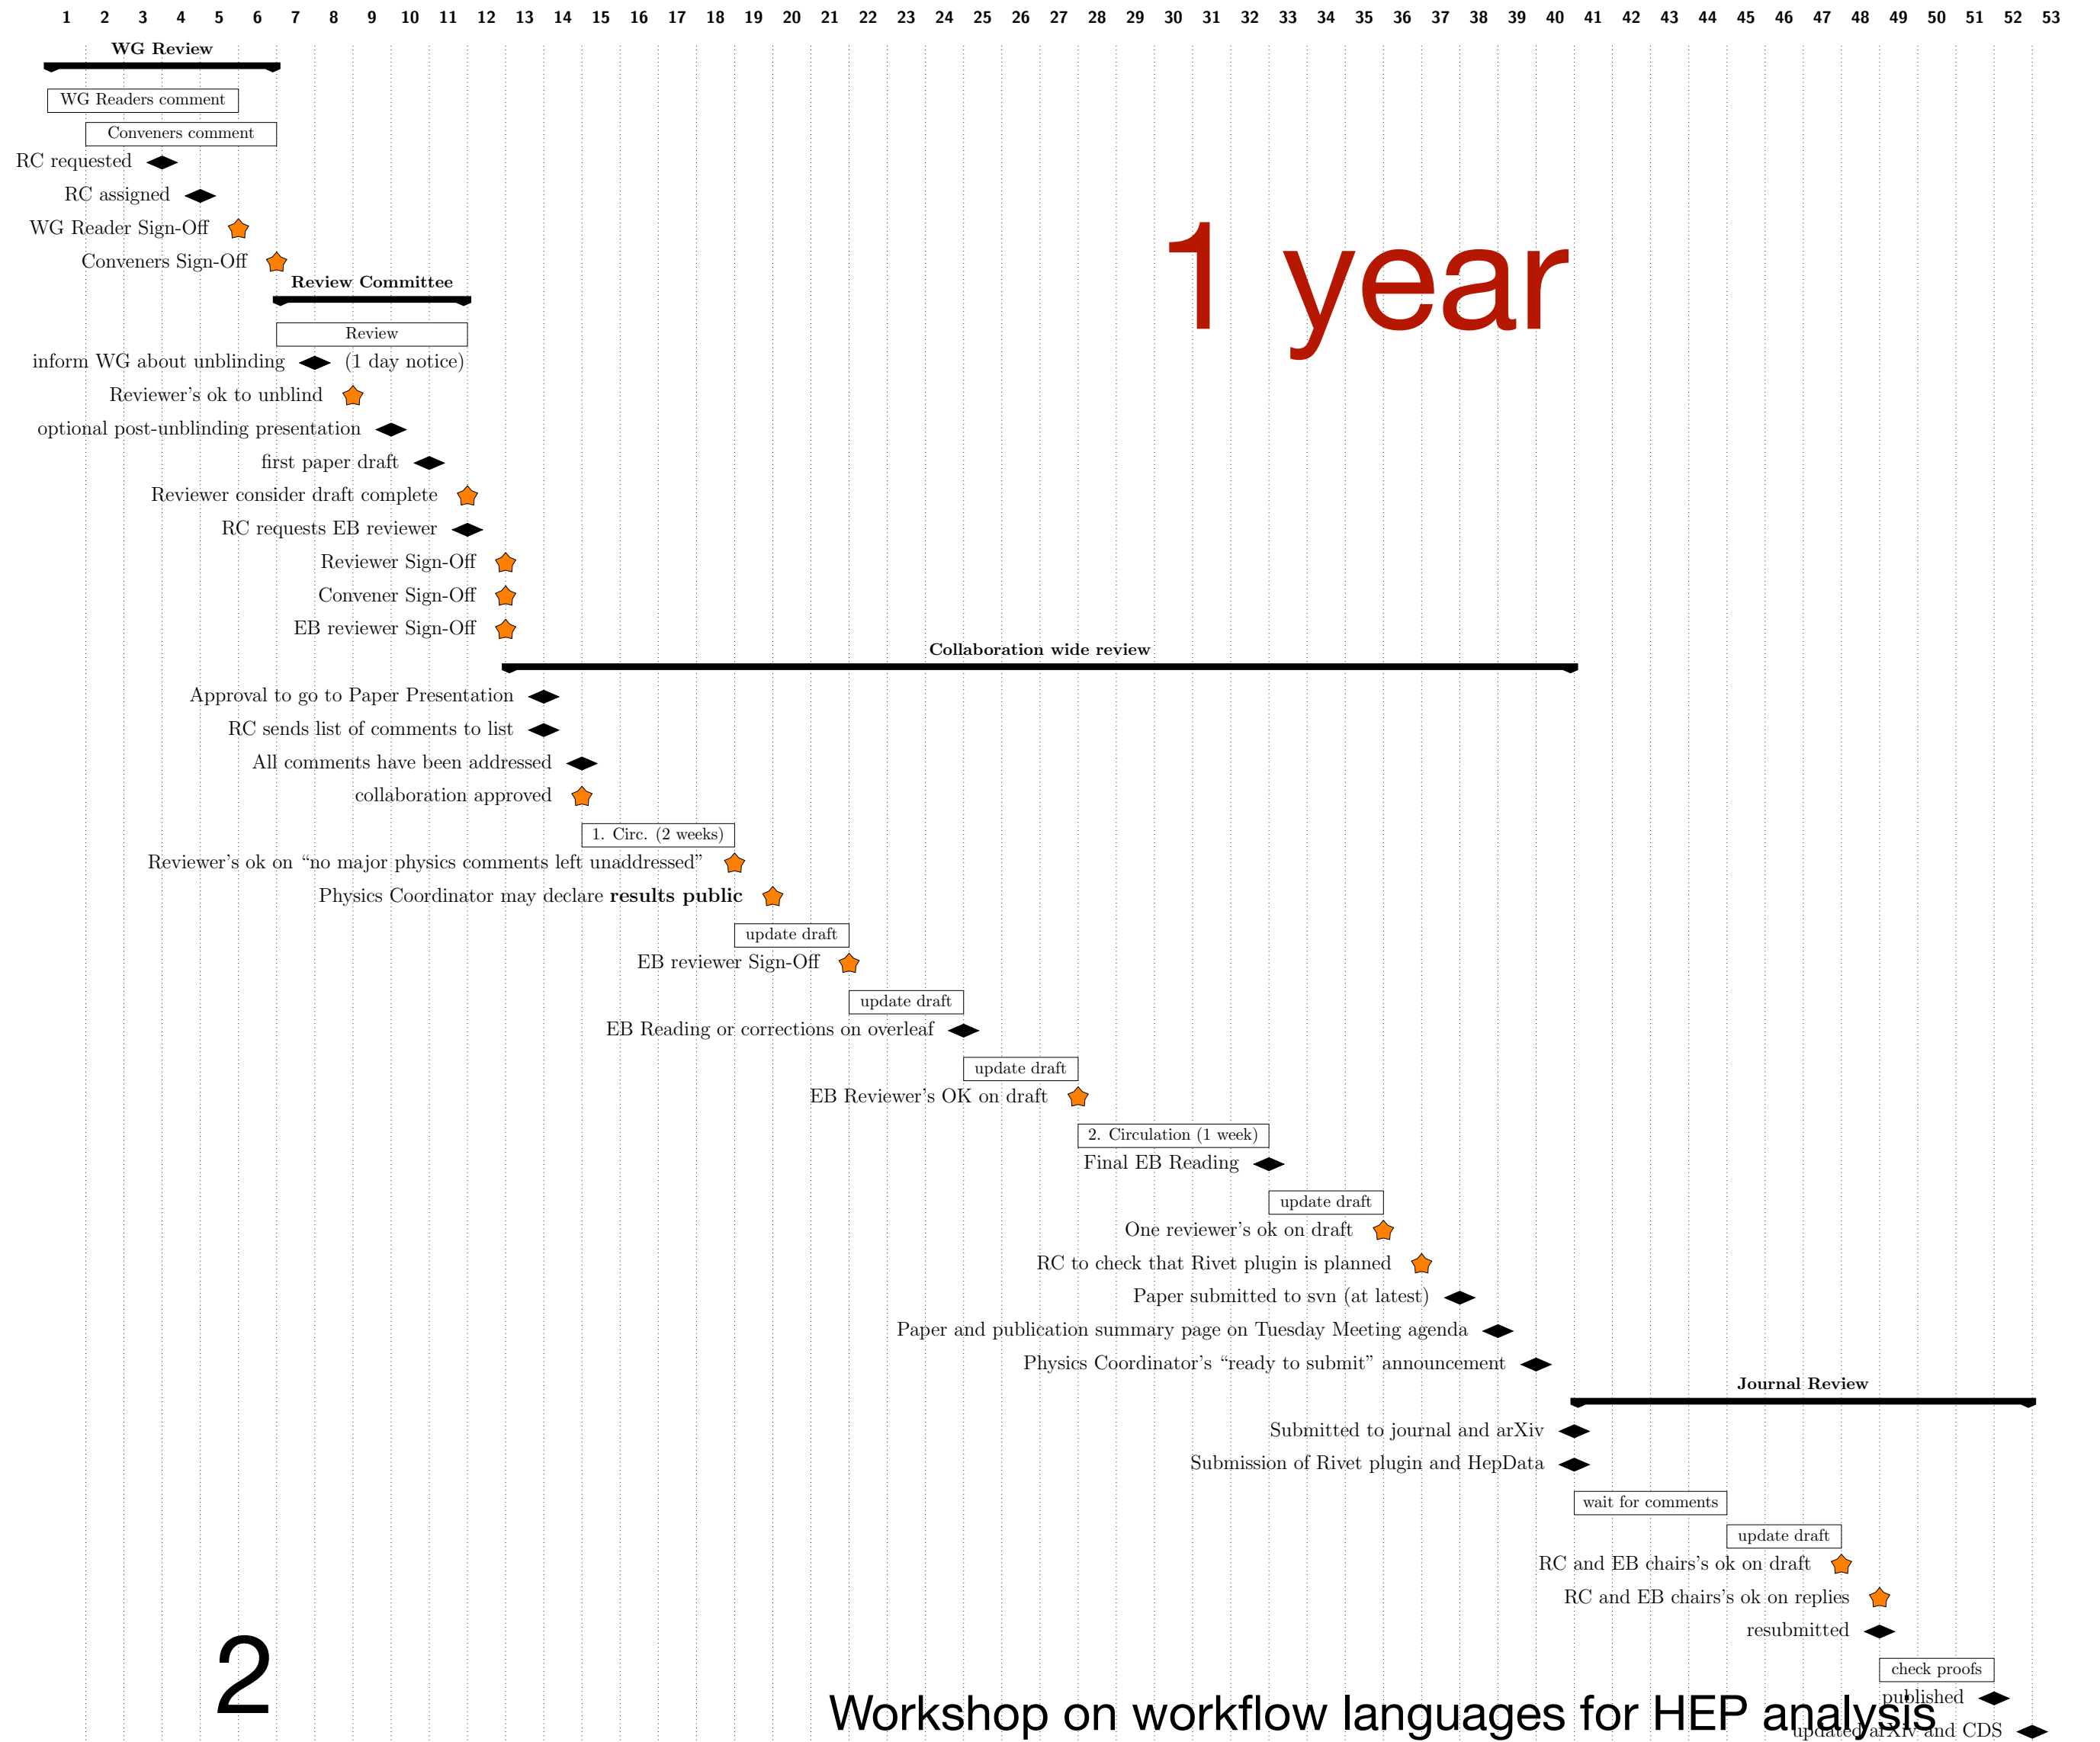 1 2 3 4 5 6 7 8 9 10 11 12 13 14 15 16 17 18 19 20 21 22 23 24 25 26 27 28 29 30 31 32 33 34 35 36 37 38 39 40 41 42 43 44 45 46 47 48 49 50 51 52 53
WG Review
WG Readers comment
Conveners comment
RC requested
RC assigned
WG Reader Sign-Off
Conveners Sign-Off
1 year
Review Committee
Review
inform WG about unblinding (1 day notice)
Reviewer's ok to unblind
optional post-unblinding presentation
first paper draft
Reviewer consider draft complete
RC requests EB reviewer
Reviewer Sign-Off
Convener Sign-Off
EB reviewer Sign-Off
Collaboration wide review
Approval to go to Paper Presentation
RC sends list of comments to list
All comments have been addressed
collaboration approved
1. Circ. (2 weeks)
Reviewer's ok on “no major physics comments left unaddressed”
Physics Coordinator may declare results public
update draft
EB reviewer Sign-Off
update draft
EB Reading or corrections on overleaf
update draft
EB Reviewer's OK on draft
2. Circulation (1 week)
Final EB Reading
update draft
One reviewer's ok on draft
RC to check that Rivet plugin is planned
Paper submitted to svn (at latest)
Paper and publication summary page on Tuesday Meeting agenda
Physics Coordinator's “ready to submit” announcement
Journal Review
Submitted to journal and arXiv
Submission of Rivet plugin and HepData
wait for comments
update draft
RC and EB chairs's ok on draft
RC and EB chairs's ok on replies
resubmitted
check proofs
published
updated arXiv and CDS
2
Workshop on workflow languages for HEP analysis